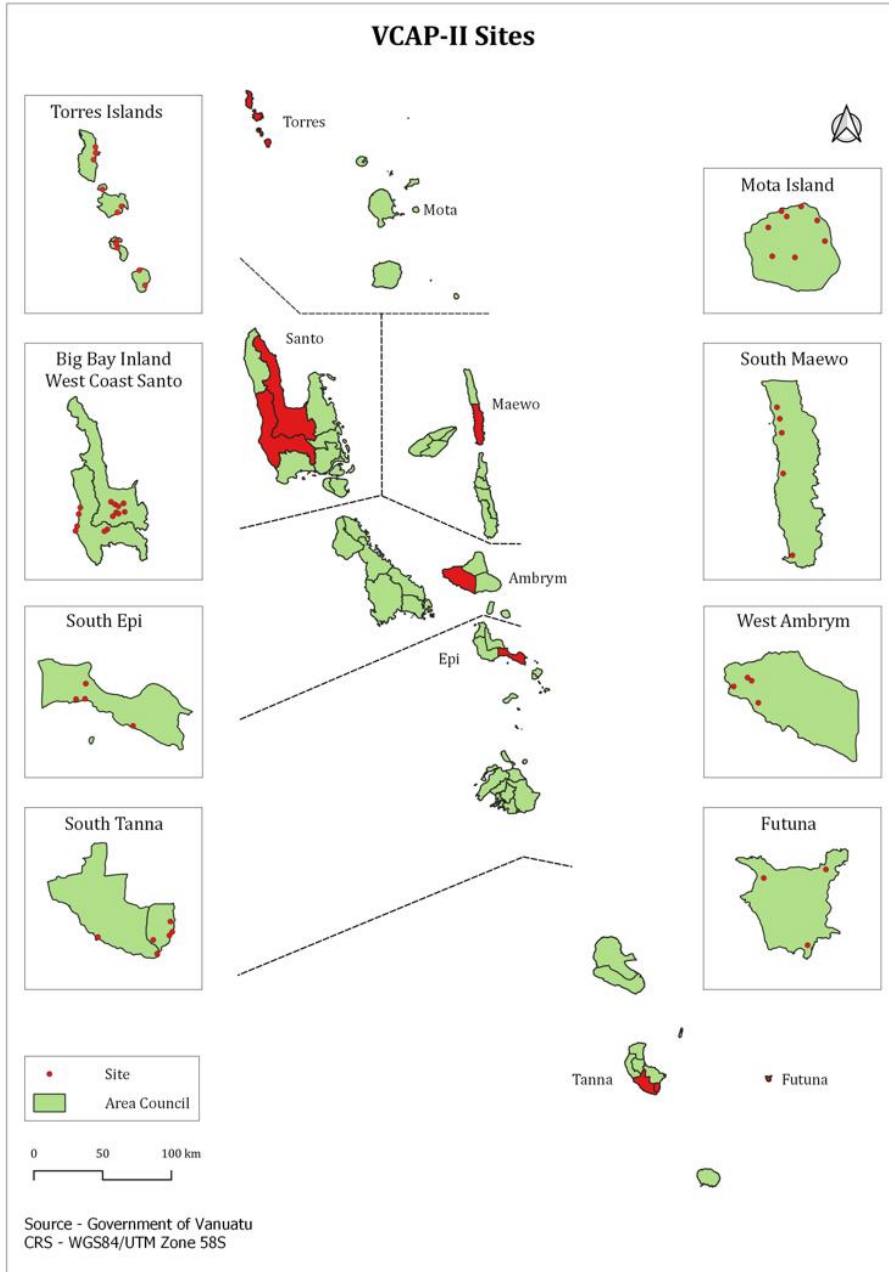 VCAP-II Sites
Torres Islands
Torres
Mota
Mota Island
Big Bay Inland
West Coast Santo
Santo
Maewo
South Maewo
Ambrym
South Epi
Epi
West Ambrym
South Tanna
Futuna
Tanna
Futuna
Site
Area Council
0 50 100 km
Source - Government of Vanuatu
CRS - WGS84/UTM Zone 58S